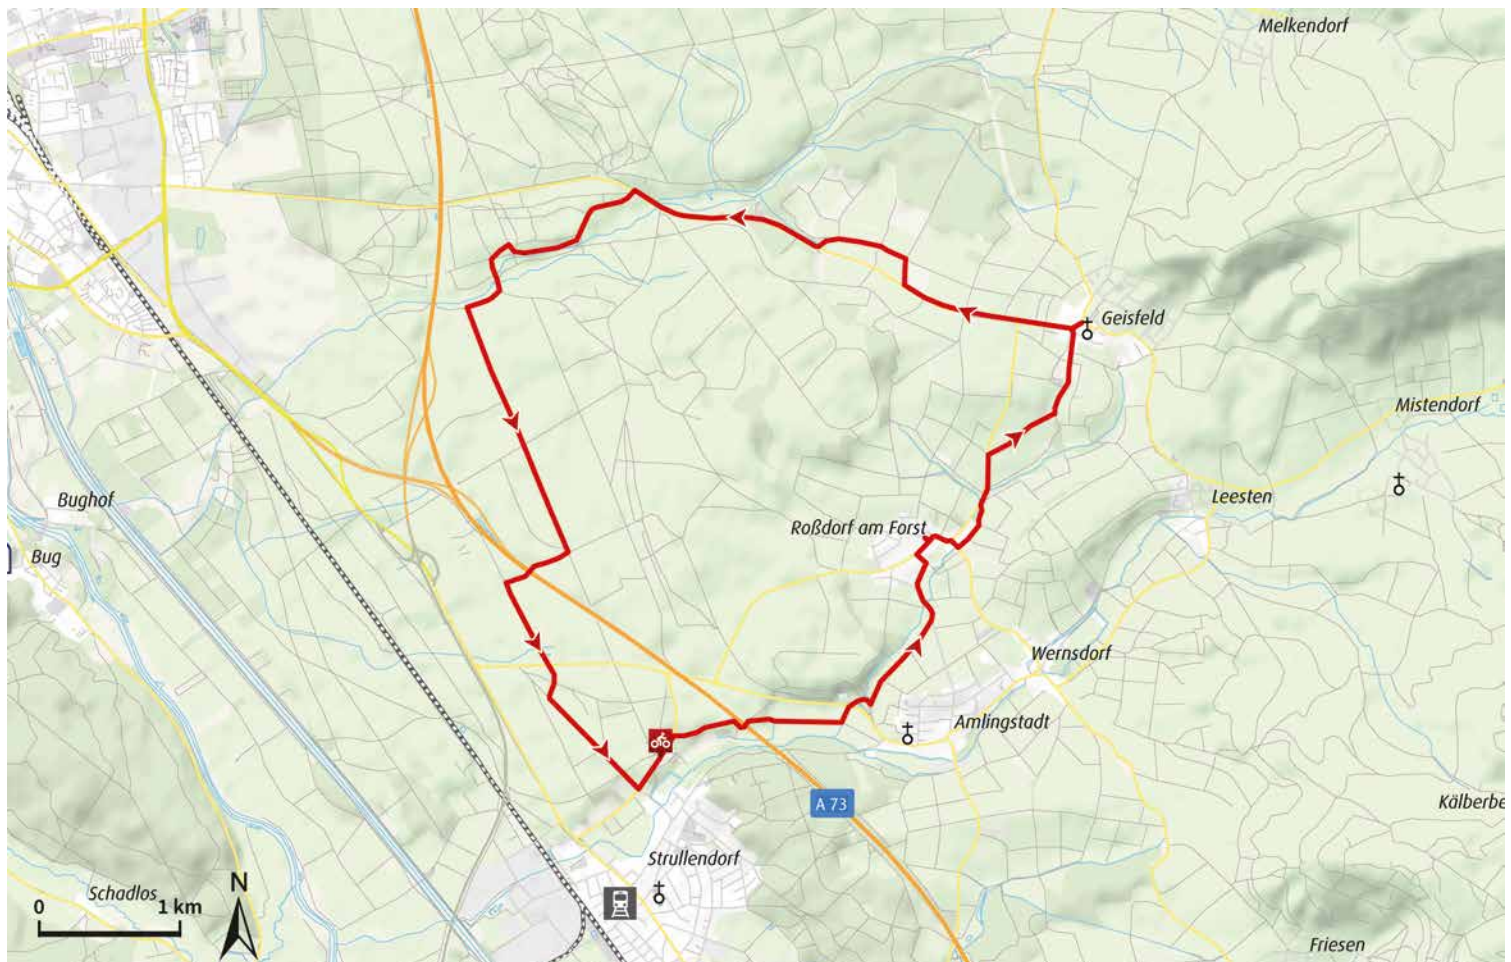 Melkendorf
Geisfeld
Mistendorf
Leesten
Bughof
Roßdorf am Forst
Bug
Wernsdorf
Amlingstadt
A 73
Kälberbe
Strullendorf
N
Schadlos
0 1 km
Friesen